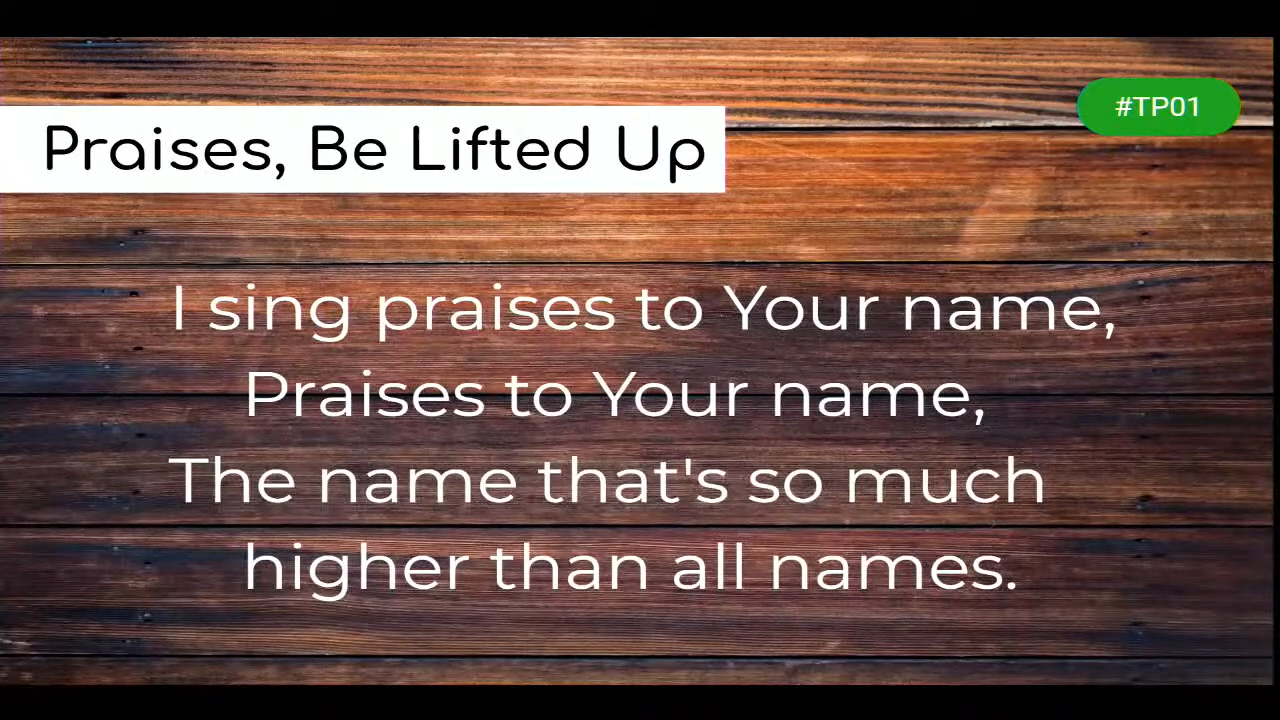 #TP01
Praises, Be Lifted Up
I sing praises to Your name,
Praises to Your name,
The name that's so much
higher than all names.